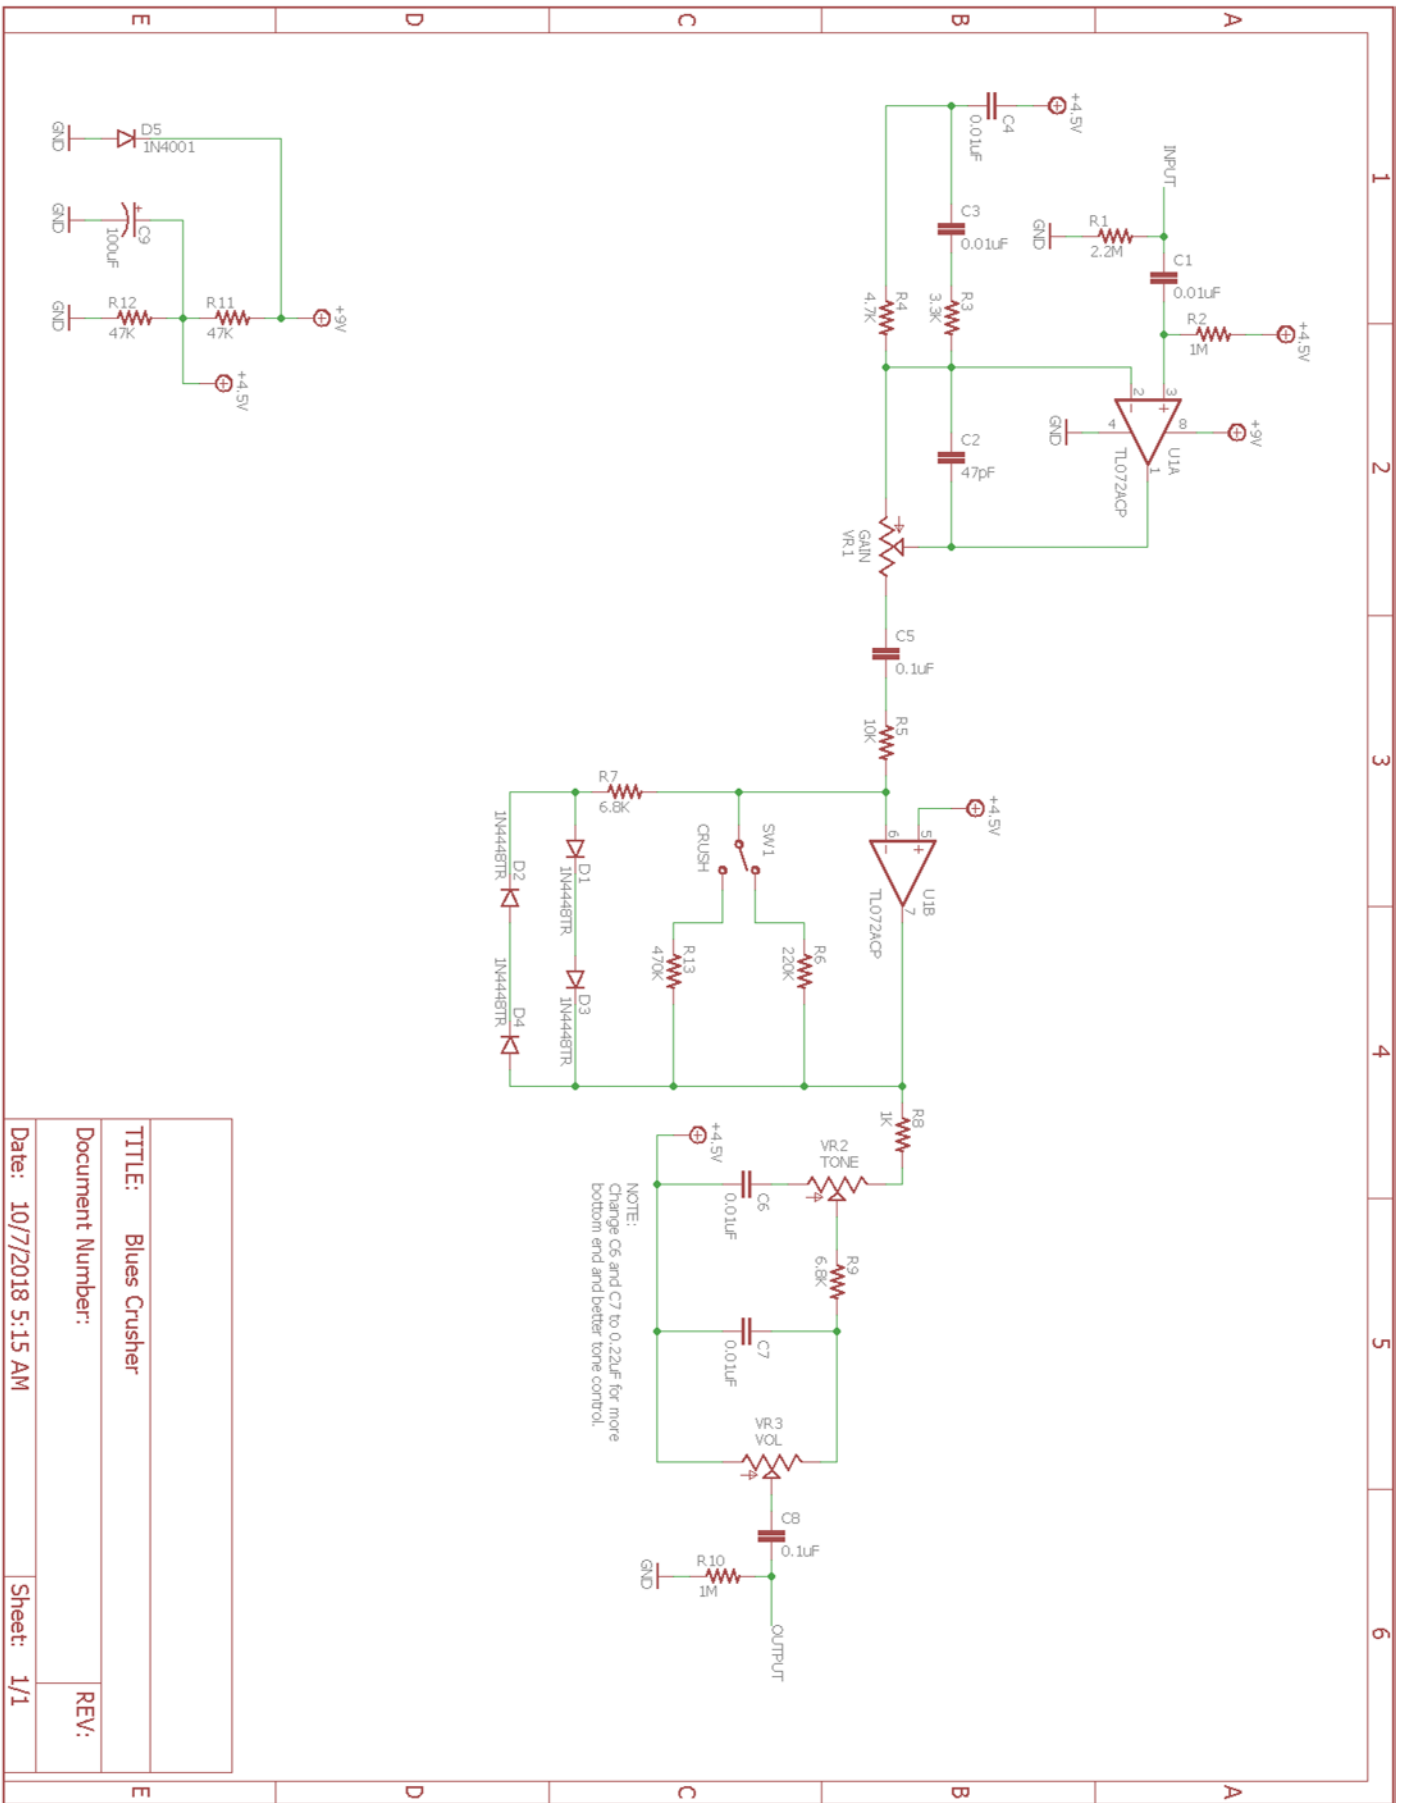 1
2
3
4
5
6
A
B
C
D
E
A
B
C
D
E
INPUT
R1
2.2M
GND
C1
0.01uF
R2
1M
+4.5V
+9V
3
2
+
-
8
4
1
U1A
TL072ACP
GND
+4.5V
C4
0.01uF
C3
0.01uF
R3
3.3K
R4
4.7K
C2
47pF
GAIN
VR1
C5
0.1uF
R5
10K
+4.5V
5
6
+
-
7
U1B
TL072ACP
SW1
CRUSH
R6
220K
R13
470K
R7
6.8K
D1
1N4448TR
D3
1N4448TR
D2
1N4448TR
D4
1N4448TR
R8
1K
VR2
TONE
C6
0.01uF
+4.5V
R9
6.8K
C7
0.01uF
VR3
VOL
C8
0.1uF
R10
1M
GND
OUTPUT
NOTE:
Change C6 and C7 to 0.22uF for more
bottom end and better tone control.
+9V
D5
1N4001
GND
C9
+
100uF
GND
R11
47K
R12
47K
GND
+4.5V
TITLE: Blues Crusher
Document Number:
REV:
Date: 10/7/2018 5:15 AM
Sheet: 1/1